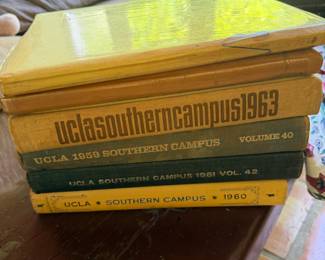 uclasoutherncampus1963
UCLA 1959 SOUTHERN CAMPUS VOLUME 40
UCLA SOUTHERN CAMPUS 1961 VOL. 42
UCLA ★ SOUTHERN CAMPUS ★ 1960